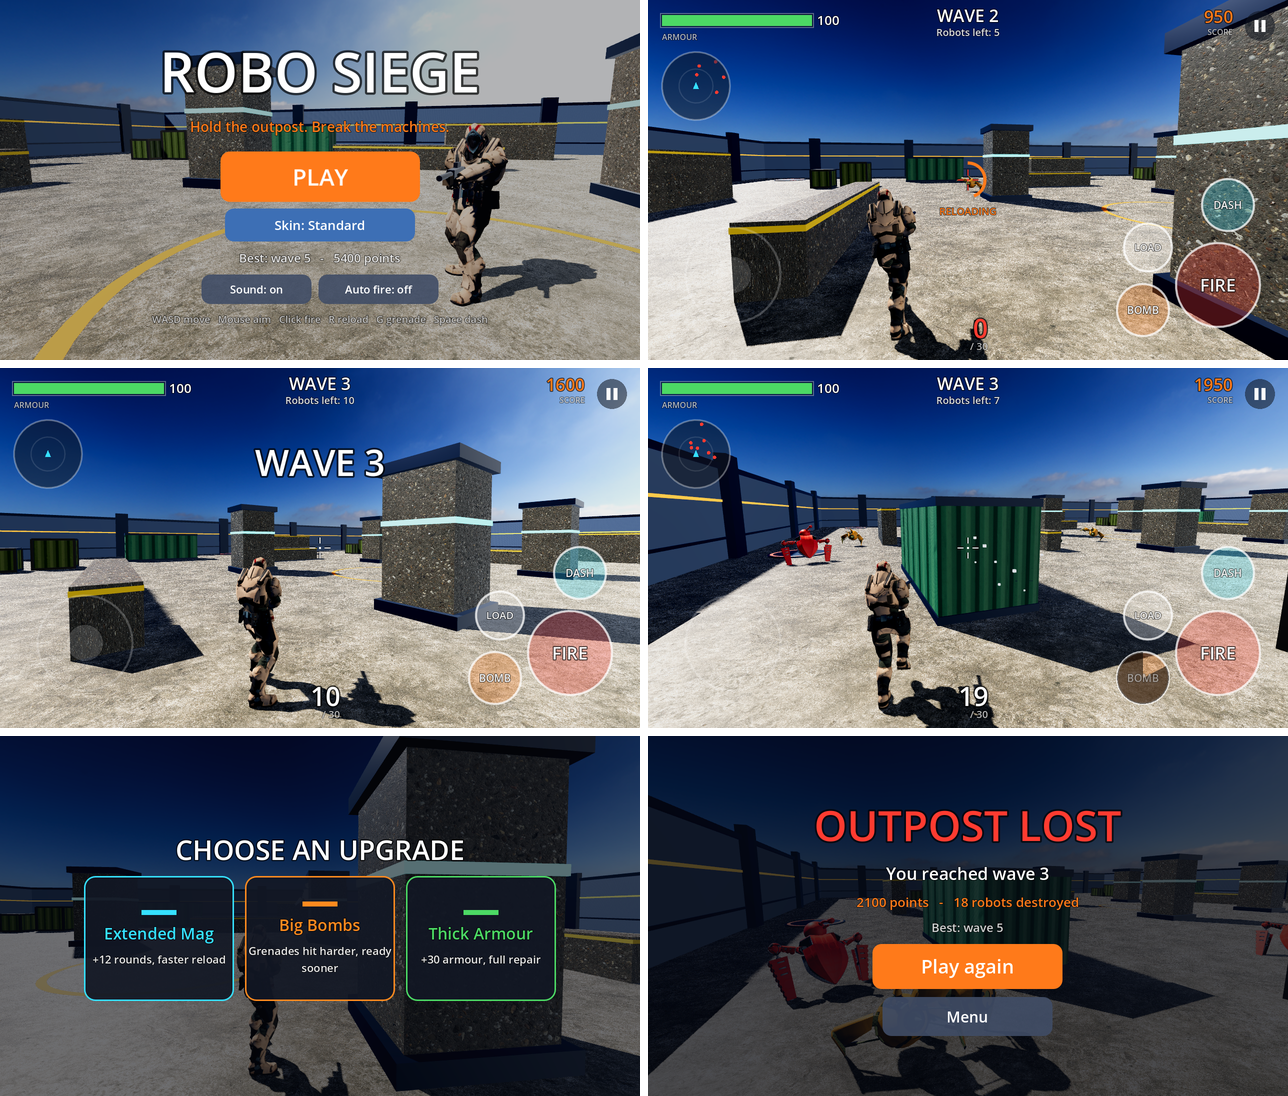 ROBO SIEGE
Hold the outpost. Break the machines.
PLAY
Skin: Standard
Best: wave 5 - 5400 points
Sound: on
Auto fire: off
WASD move Mouse aim Click fire R reload G grenade Space dash
100
ARMOUR
WAVE 2
Robots left: 5
950
SCORE
RELOADING
DASH
LOAD
FIRE
BOMB
0
/ 30
100
ARMOUR
WAVE 3
Robots left: 10
1600
SCORE
WAVE 3
DASH
LOAD
FIRE
BOMB
10
/ 30
100
ARMOUR
WAVE 3
Robots left: 7
1950
SCORE
DASH
LOAD
FIRE
BOMB
19
/ 30
CHOOSE AN UPGRADE
Extended Mag
+12 rounds, faster reload
Big Bombs
Grenades hit harder, ready
sooner
Thick Armour
+30 armour, full repair
OUTPOST LOST
You reached wave 3
2100 points - 18 robots destroyed
Best: wave 5
Play again
Menu